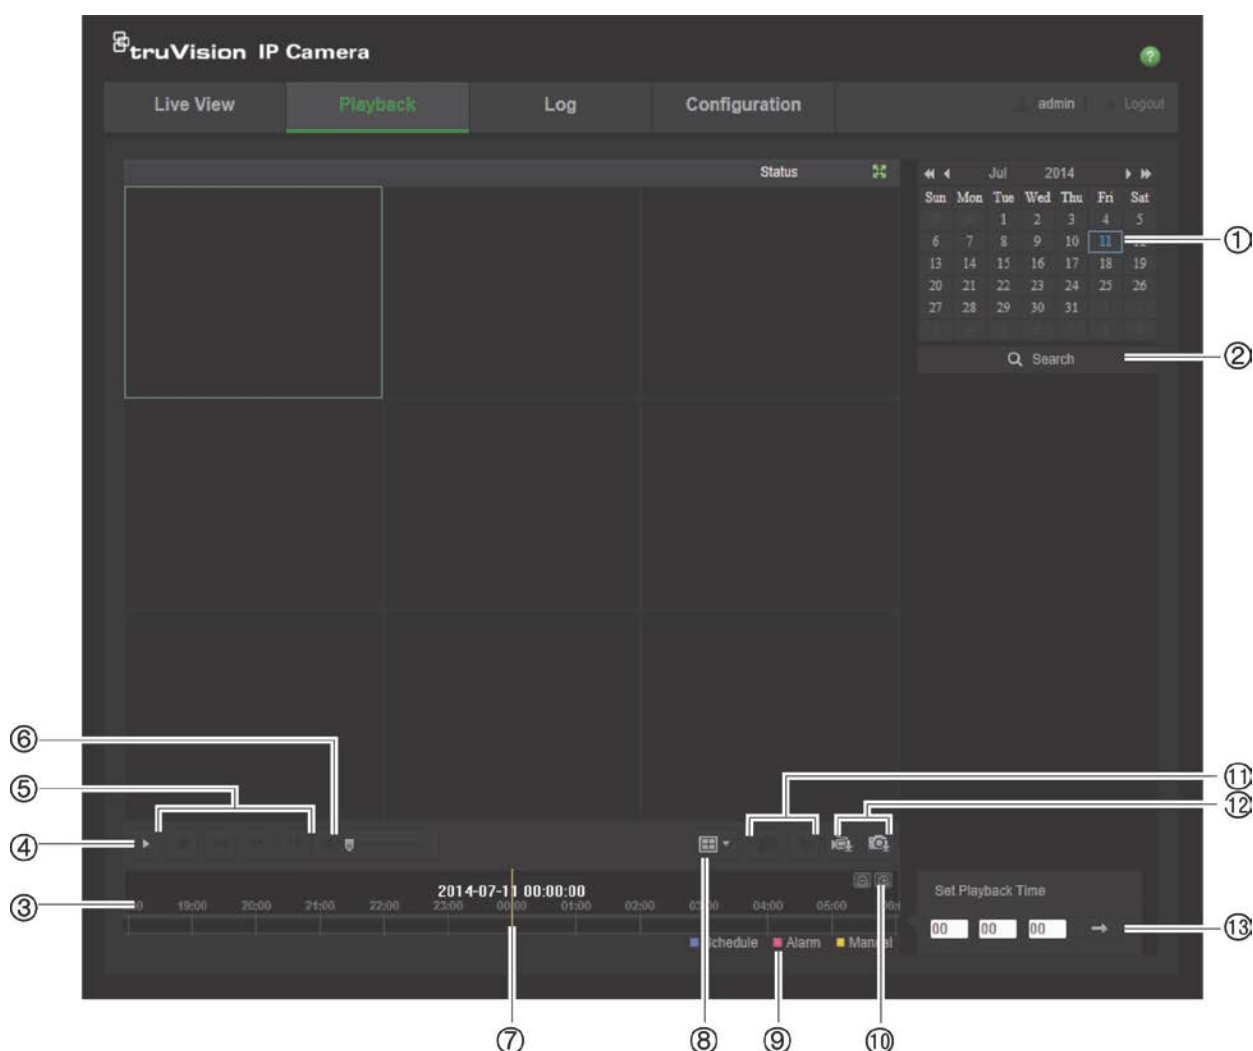 truVision IP Camera
?
Live View Playback Log Configuration admin Logout
Status
Jul 2014
Sun Mon Tue Wed Thu Fri Sat
1 2 3 4 5
6 7 8 9 10 11 12
13 14 15 16 17 18 19
20 21 22 23 24 25 26
27 28 29 30 31
Search
①
②
③
④
⑤
⑥
⑪
⑫
2014-07-11 00:00:00
19:00 20:00 21:00 22:00 23:00 00:00 01:00 02:00 03:00 04:00 05:00
Schedule Alarm Manual
Set Playback Time
00 00 00
⑬
⑦
⑧
⑨
⑩